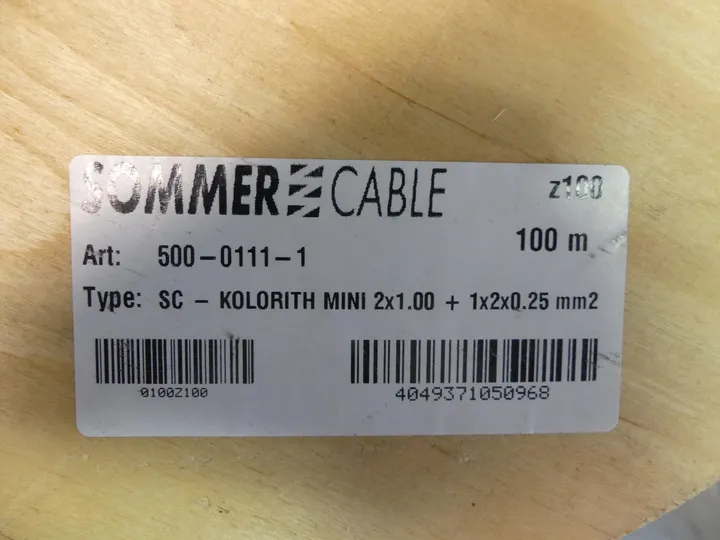 SOMMER CABLE z100
100 m
Art: 500-0111-1
Type: SC - KOLORITH MINI 2x1.00 + 1x2x0.25 mm2
0100Z100
4049371050968